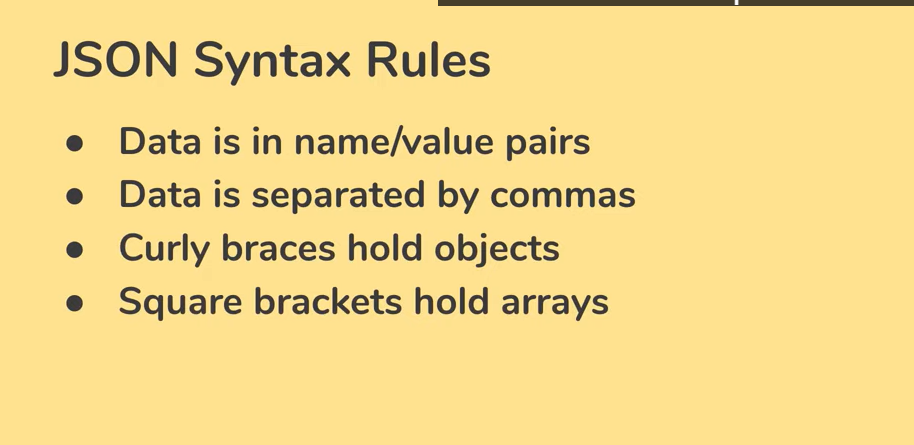 JSON Syntax Rules
● Data is in name/value pairs
● Data is separated by commas
● Curly braces hold objects
● Square brackets hold arrays